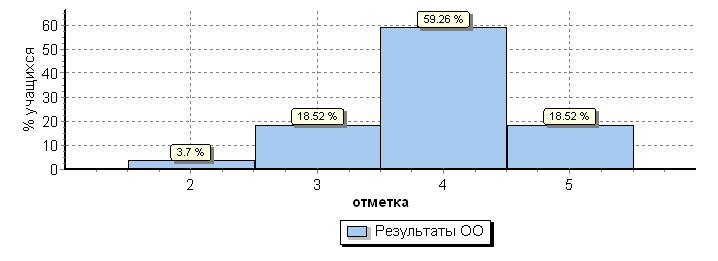 % учащихся
60
50
40
30
20
10
0
3.7 %
18.52 %
59.26 %
18.52 %
2 3 4 5
отметка
Результаты ОО